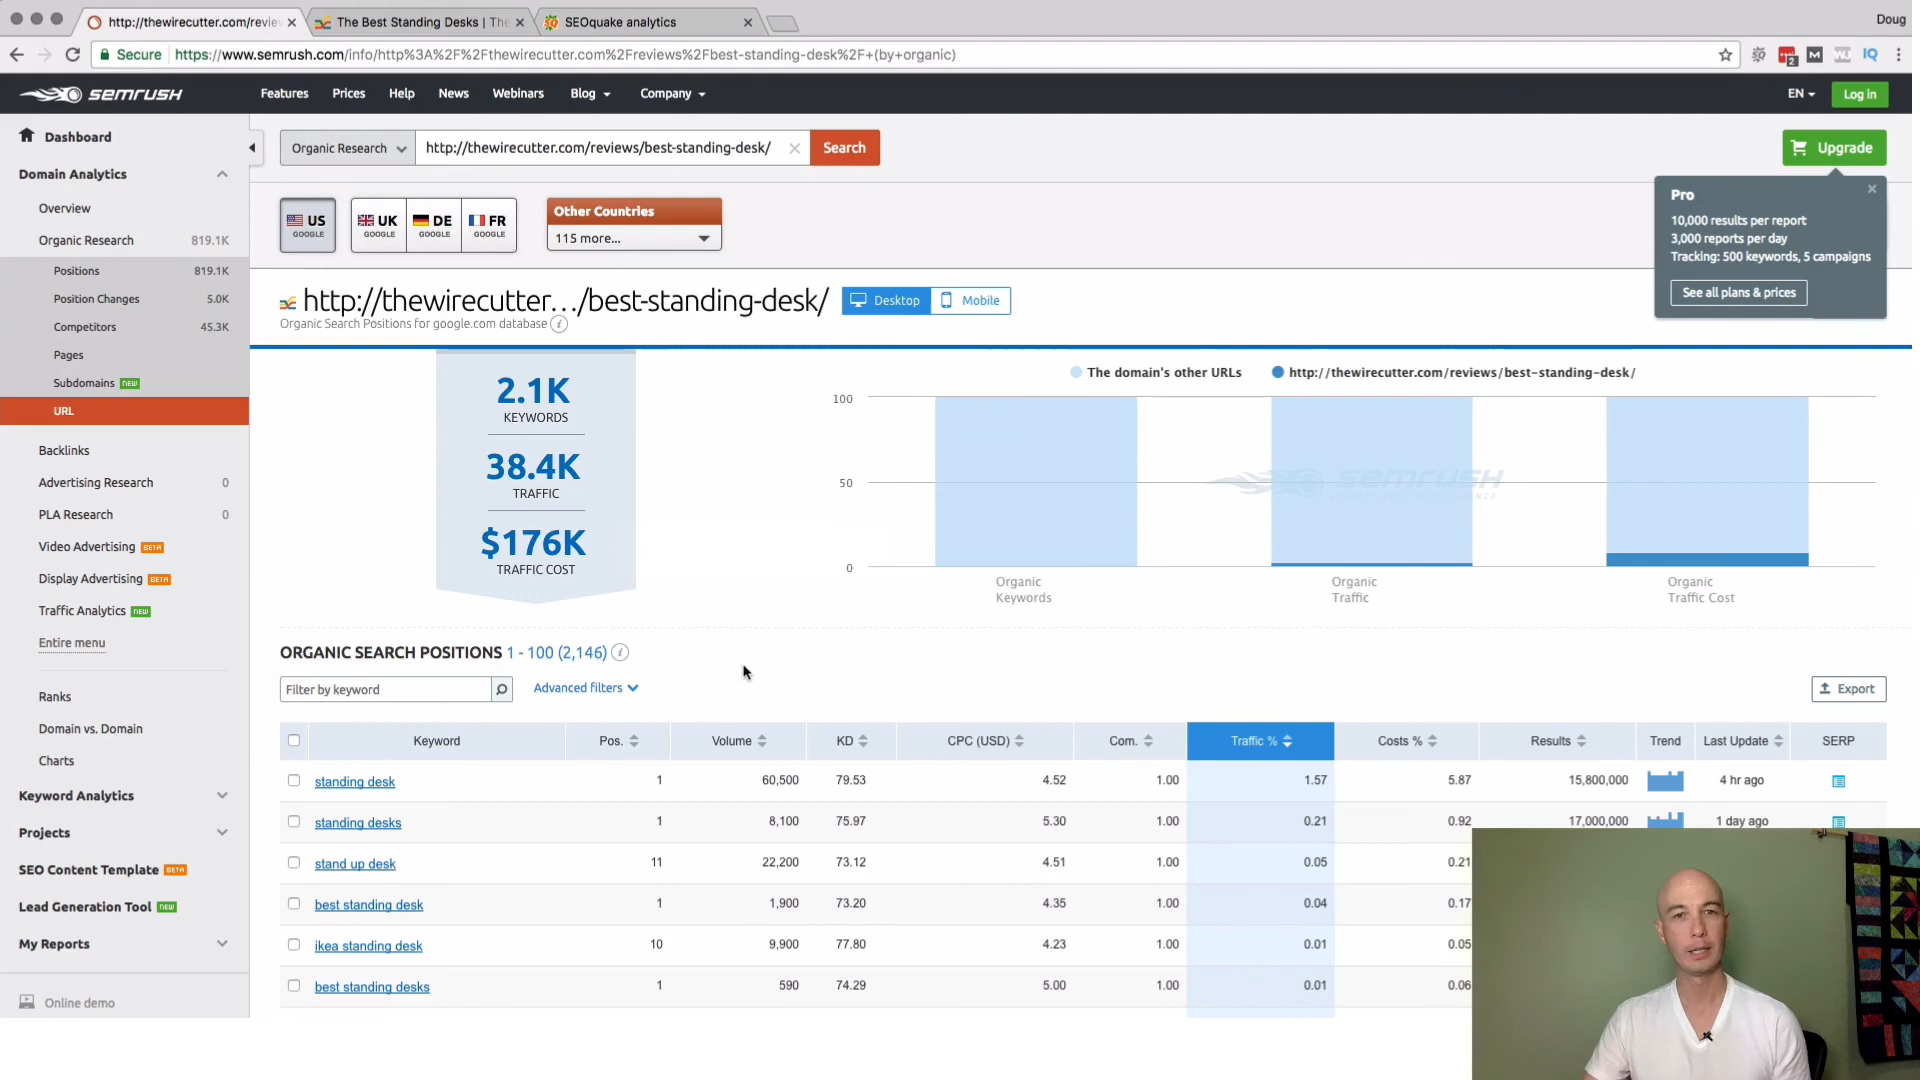 http://thewirecutter.com/revie
The Best Standing Desks | The
SEOquake analytics
Doug
Secure https://www.semrush.com/info/http%3A%2F%2Fthewirecutter.com%2Freviews%2Fbest-standing-desk%2F+(by+organic)
2
M
IQ
semrush
Features
Prices
Help
News
Webinars
Blog
Company
EN
Log in
Dashboard
Domain Analytics
Overview
Organic Research 819.1K
Positions 819.1K
Position Changes 5.0K
Competitors 45.3K
Pages
Subdomains NEW
URL
Backlinks
Advertising Research 0
PLA Research 0
Video Advertising BETA
Display Advertising BETA
Traffic Analytics NEW
Entire menu
Ranks
Domain vs. Domain
Charts
Keyword Analytics
Projects
SEO Content Template BETA
Lead Generation Tool NEW
My Reports
Online demo
Organic Research
http://thewirecutter.com/reviews/best-standing-desk/
Search
Upgrade
Pro
10,000 results per report
3,000 reports per day
Tracking: 500 keywords, 5 campaigns
See all plans & prices
US GOOGLE
UK GOOGLE
DE GOOGLE
FR GOOGLE
Other Countries
115 more...
http://thewirecutter…/best-standing-desk/
Desktop
Mobile
Organic Search Positions for google.com database
2.1K
KEYWORDS
38.4K
TRAFFIC
$176K
TRAFFIC COST
The domain's other URLs
http://thewirecutter.com/reviews/best-standing-desk/
100
50
0
semrush
Organic Keywords
Organic Traffic
Organic Traffic Cost
ORGANIC SEARCH POSITIONS 1 - 100 (2,146)
Filter by keyword
Advanced filters
Export
Keyword Pos. Volume KD CPC (USD) Com. Traffic % Costs % Results Trend Last Update SERP
standing desk 1 60,500 79.53 4.52 1.00 1.57 5.87 15,800,000 4 hr ago
standing desks 1 8,100 75.97 5.30 1.00 0.21 0.92 17,000,000 1 day ago
stand up desk 11 22,200 73.12 4.51 1.00 0.05 0.21
best standing desk 1 1,900 73.20 4.35 1.00 0.04 0.17
ikea standing desk 10 9,900 77.80 4.23 1.00 0.01 0.05
best standing desks 1 590 74.29 5.00 1.00 0.01 0.06